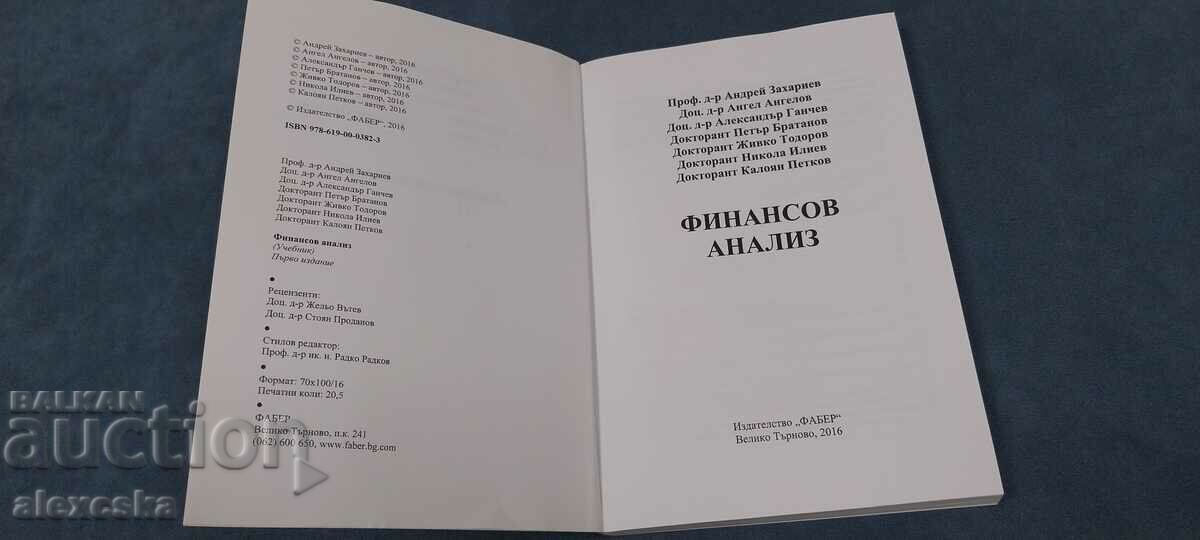 © Андрей Захариев – автор, 2016
© Ангел Ангелов – автор, 2016
© Александър Ганчев – автор, 2016
© Петър Братанов – автор, 2016
© Живко Тодоров – автор, 2016
© Никола Илиев – автор, 2016
© Калоян Петков – автор, 2016
© Издателство „ФАБЕР“, 2016
ISBN 978-619-00-0382-3
Проф. д-р Андрей Захариев
Доц. д-р Ангел Ангелов
Доц. д-р Александър Ганчев
Докторант Петър Братанов
Докторант Живко Тодоров
Докторант Никола Илиев
Докторант Калоян Петков
Финансов анализ
(Учебник)
Първо издание
•
Рецензенти:
Доц. д-р Жельо Вътев
Доц. д-р Стоян Проданов
•
Стилов редактор:
Проф. д-р ик. н. Радко Радков
•
Формат: 70x100/16
Печатни коли: 20,5
•
ФАБЕР
Велико Търново, п.к. 241
(062) 600 650, www.faber.bg.com
Проф. д-р Андрей Захариев
Доц. д-р Ангел Ангелов
Доц. д-р Александър Ганчев
Докторант Петър Братанов
Докторант Живко Тодоров
Докторант Никола Илиев
Докторант Калоян Петков
ФИНАНСОВ
АНАЛИЗ
Издателство „ФАБЕР“
Велико Търново, 2016
BALKAN
auction
alexcska